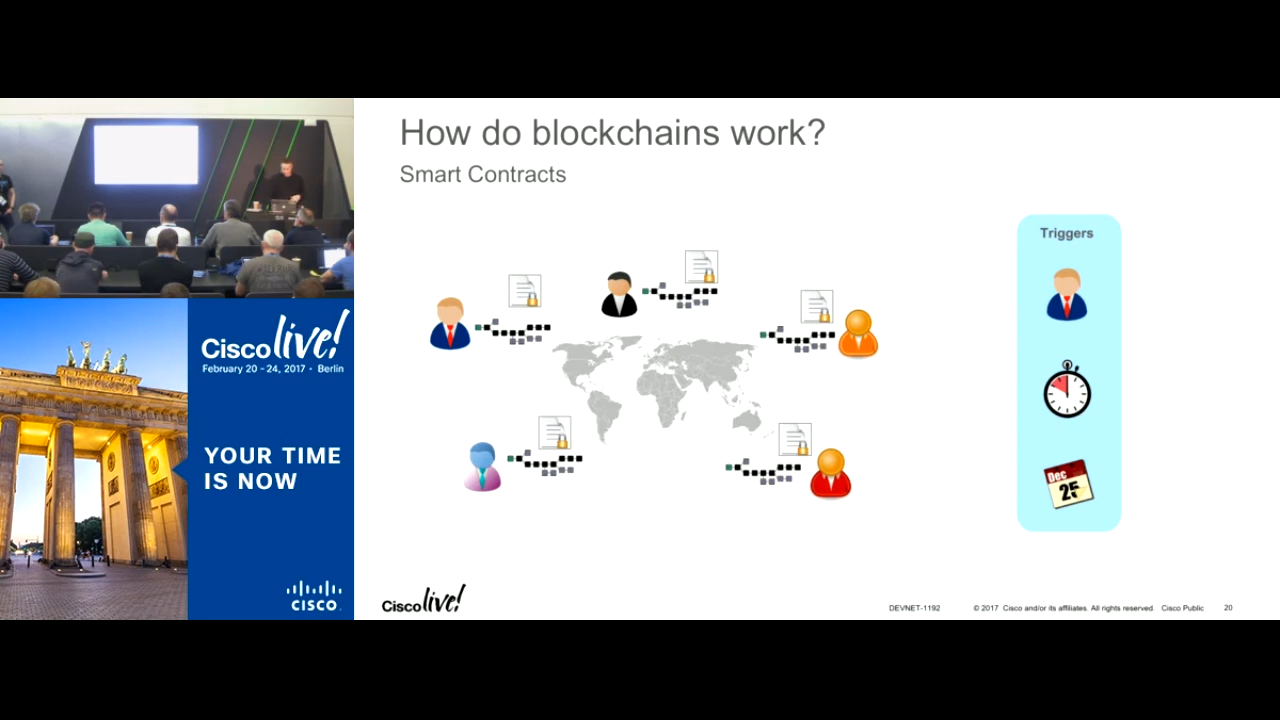 How do blockchains work?
Smart Contracts
Triggers
Dec
25
Cisco live!
February 20 - 24, 2017 • Berlin
YOUR TIME
IS NOW
CISCO
Cisco live!
DEVNET-1192
© 2017 Cisco and/or its affiliates. All rights reserved. Cisco Public
20